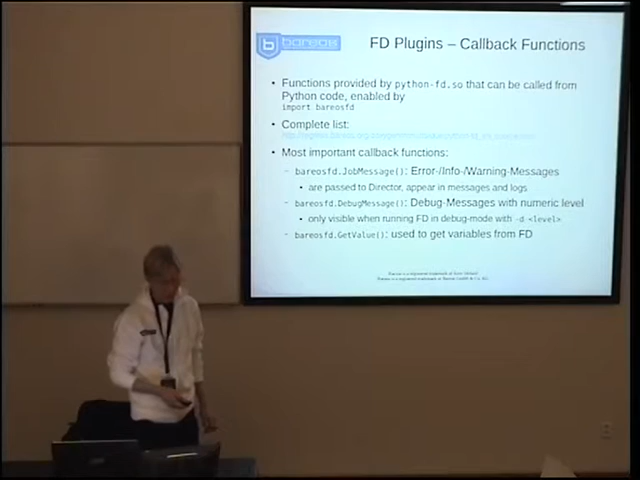 bareos
FD Plugins – Callback Functions
• Functions provided by python-fd.so that can be called from
Python code, enabled by
import bareosfd
• Complete list:
• Most important callback functions:
– bareosfd.JobMessage(): Error-/Info-/Warning-Messages
• are passed to Director, appear in messages and logs
– bareosfd.DebugMessage(): Debug-Messages with numeric level
• only visible when running FD in debug-mode with -d <level>
– bareosfd.GetValue(): used to get variables from FD